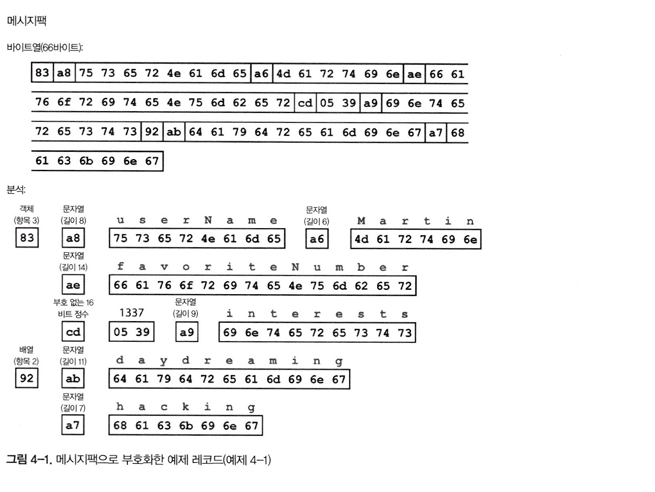 메시지팩
바이트열(66바이트):
83 a8 75 73 65 72 4e 61 6d 65 a6 4d 61 72 74 69 6e ae 66 61
76 6f 72 69 74 65 4e 75 6d 62 65 72 cd 05 39 a9 69 6e 74 65
72 65 73 74 73 92 ab 64 61 79 64 72 65 61 6d 69 6e 67 a7 68
61 63 6b 69 6e 67
분석:
객체 문자열 문자열
(항목 3) (길이 8) u s e r N a m e (길이 6) M a r t i n
83 a8 75 73 65 72 4e 61 6d 65 a6 4d 61 72 74 69 6e
문자열
(길이 14) f a v o r i t e N u m b e r
ae 66 61 76 6f 72 69 74 65 4e 75 6d 62 65 72
부호 없는 16 문자열
비트 정수 1337 (길이 9) i n t e r e s t s
cd 05 39 a9 69 6e 74 65 72 65 73 74 73
배열 문자열
(항목 2) (길이 11) d a y d r e a m i n g
92 ab 64 61 79 64 72 65 61 6d 69 6e 67
문자열
(길이 7) h a c k i n g
a7 68 61 63 6b 69 6e 67
그림 4-1. 메시지팩으로 부호화한 예제 레코드(예제 4-1)